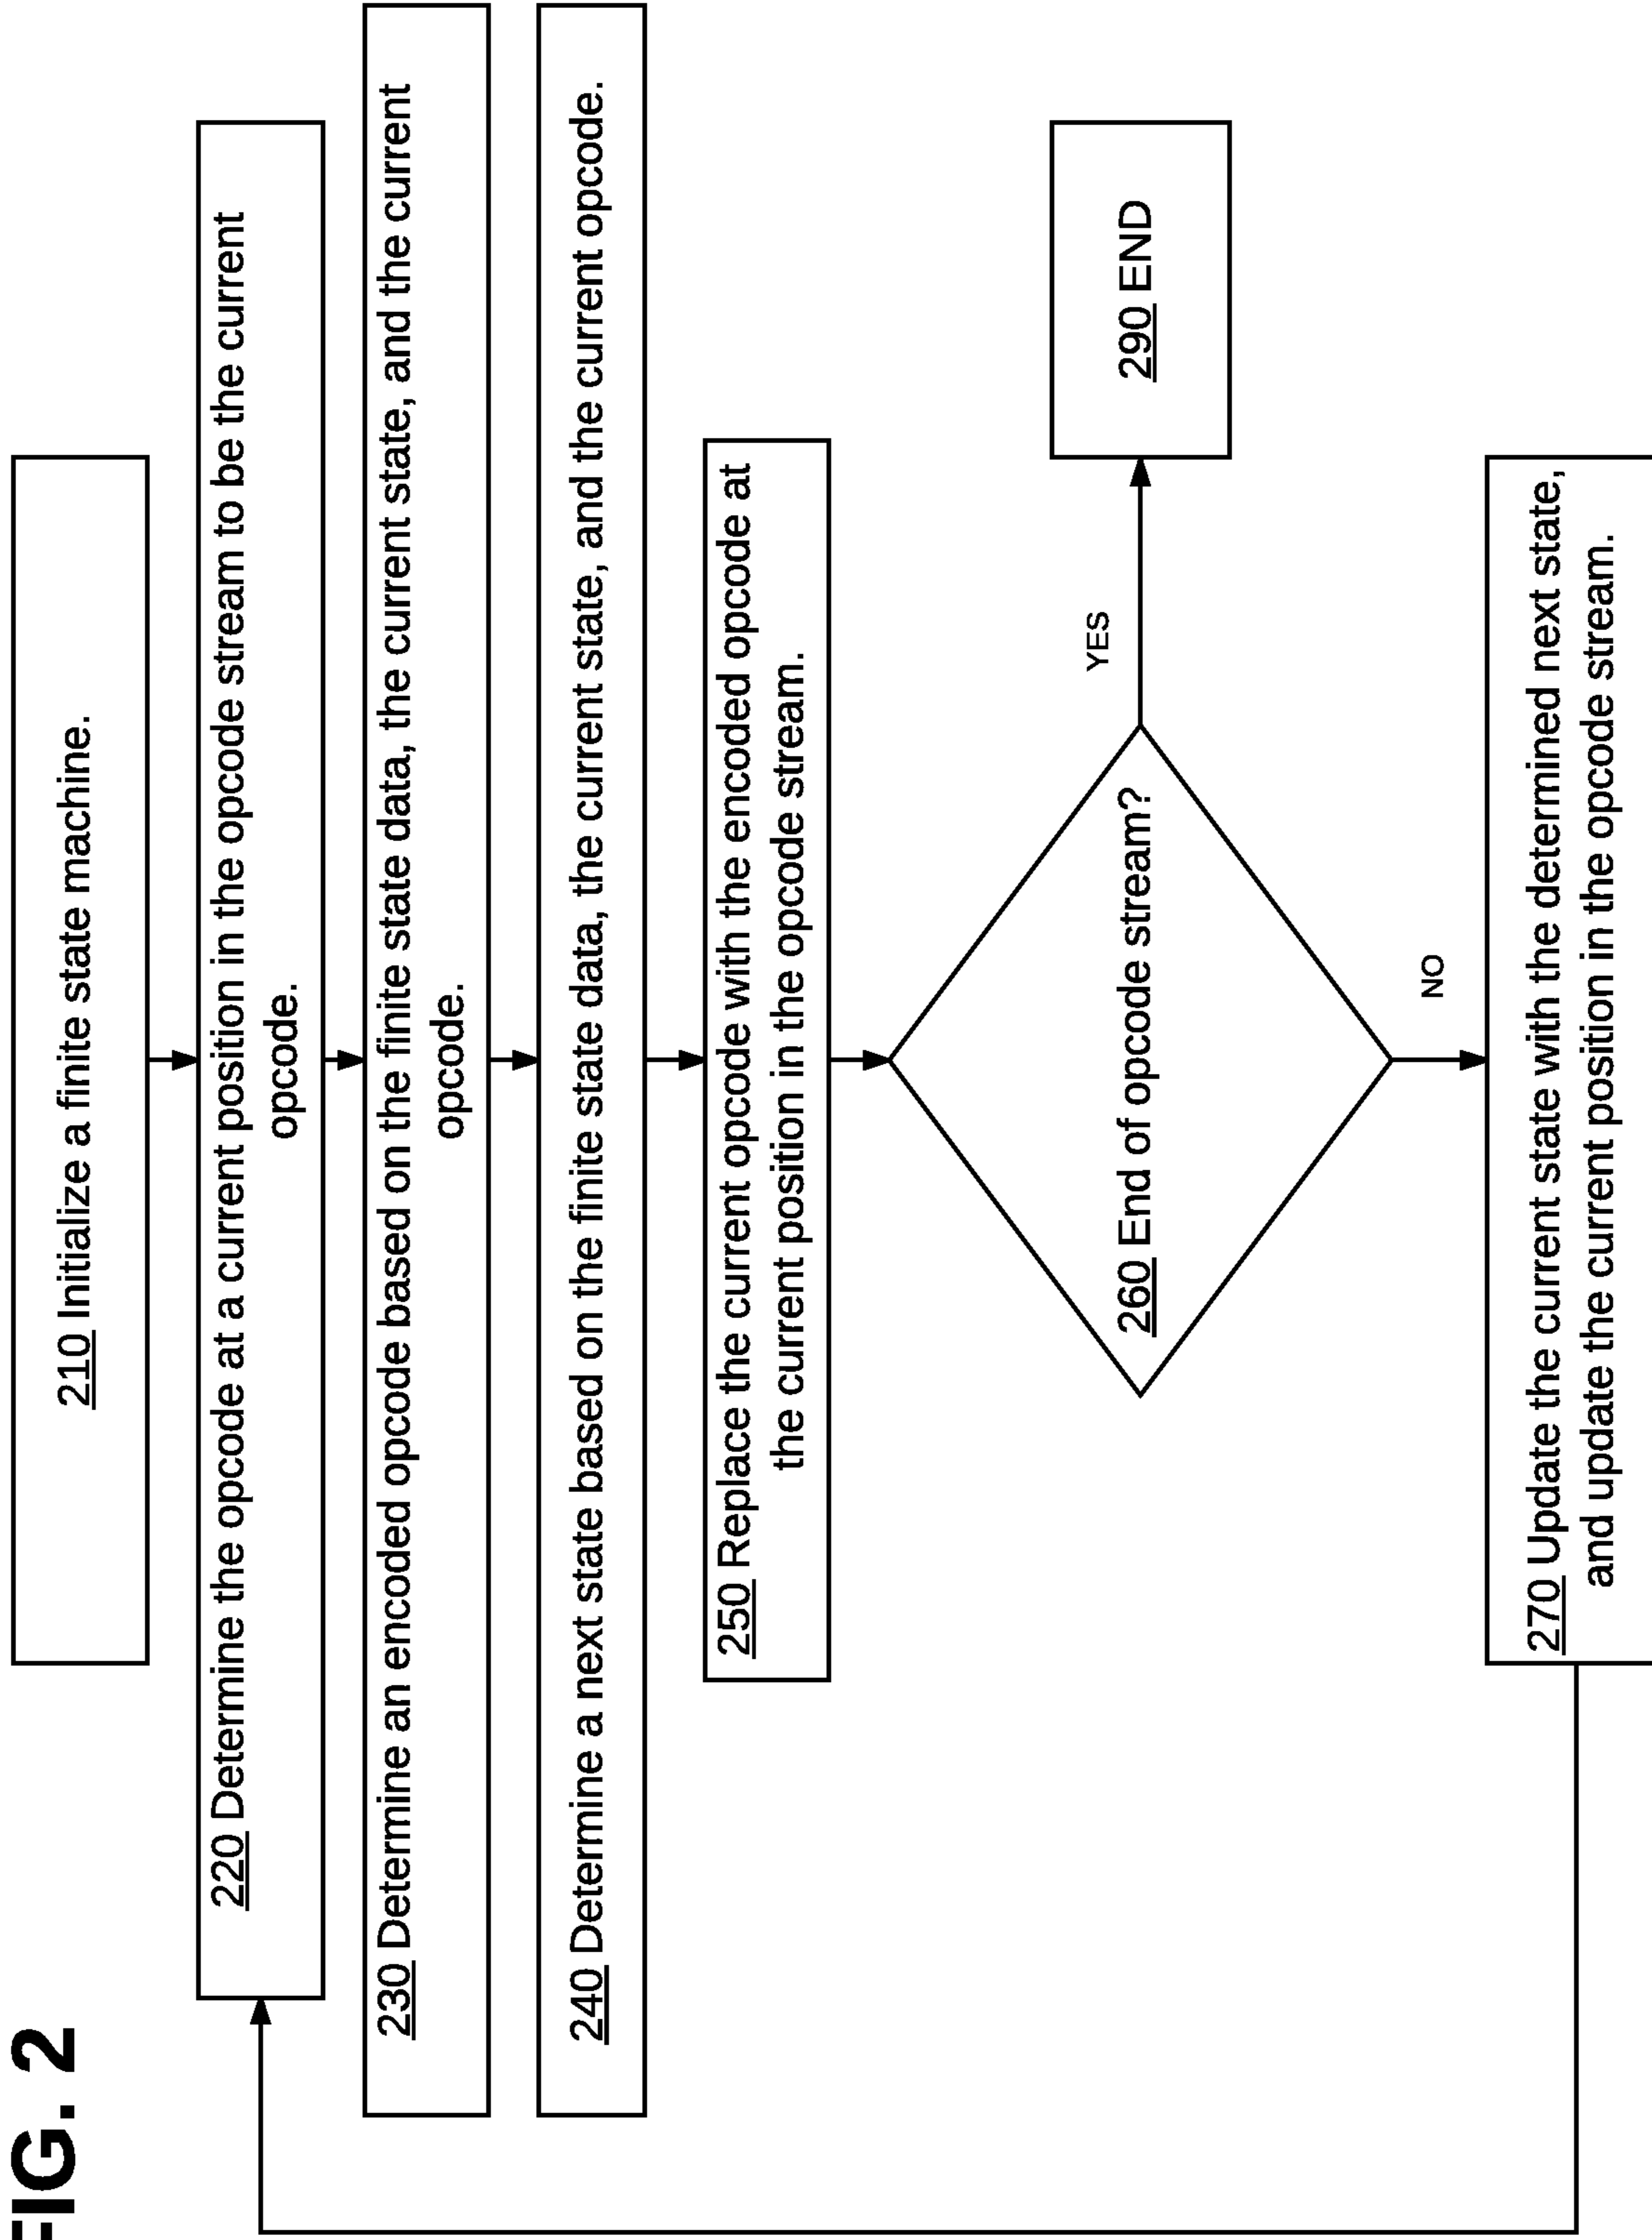 FIG. 2
210 Initialize a finite state machine.
220 Determine the opcode at a current position in the opcode stream to be the current
opcode.
230 Determine an encoded opcode based on the finite state data, the current state, and the current
opcode.
240 Determine a next state based on the finite state data, the current state, and the current opcode.
250 Replace the current opcode with the encoded opcode at
the current position in the opcode stream.
260 End of opcode stream?
YES
290 END
NO
270 Update the current state with the determined next state,
and update the current position in the opcode stream.